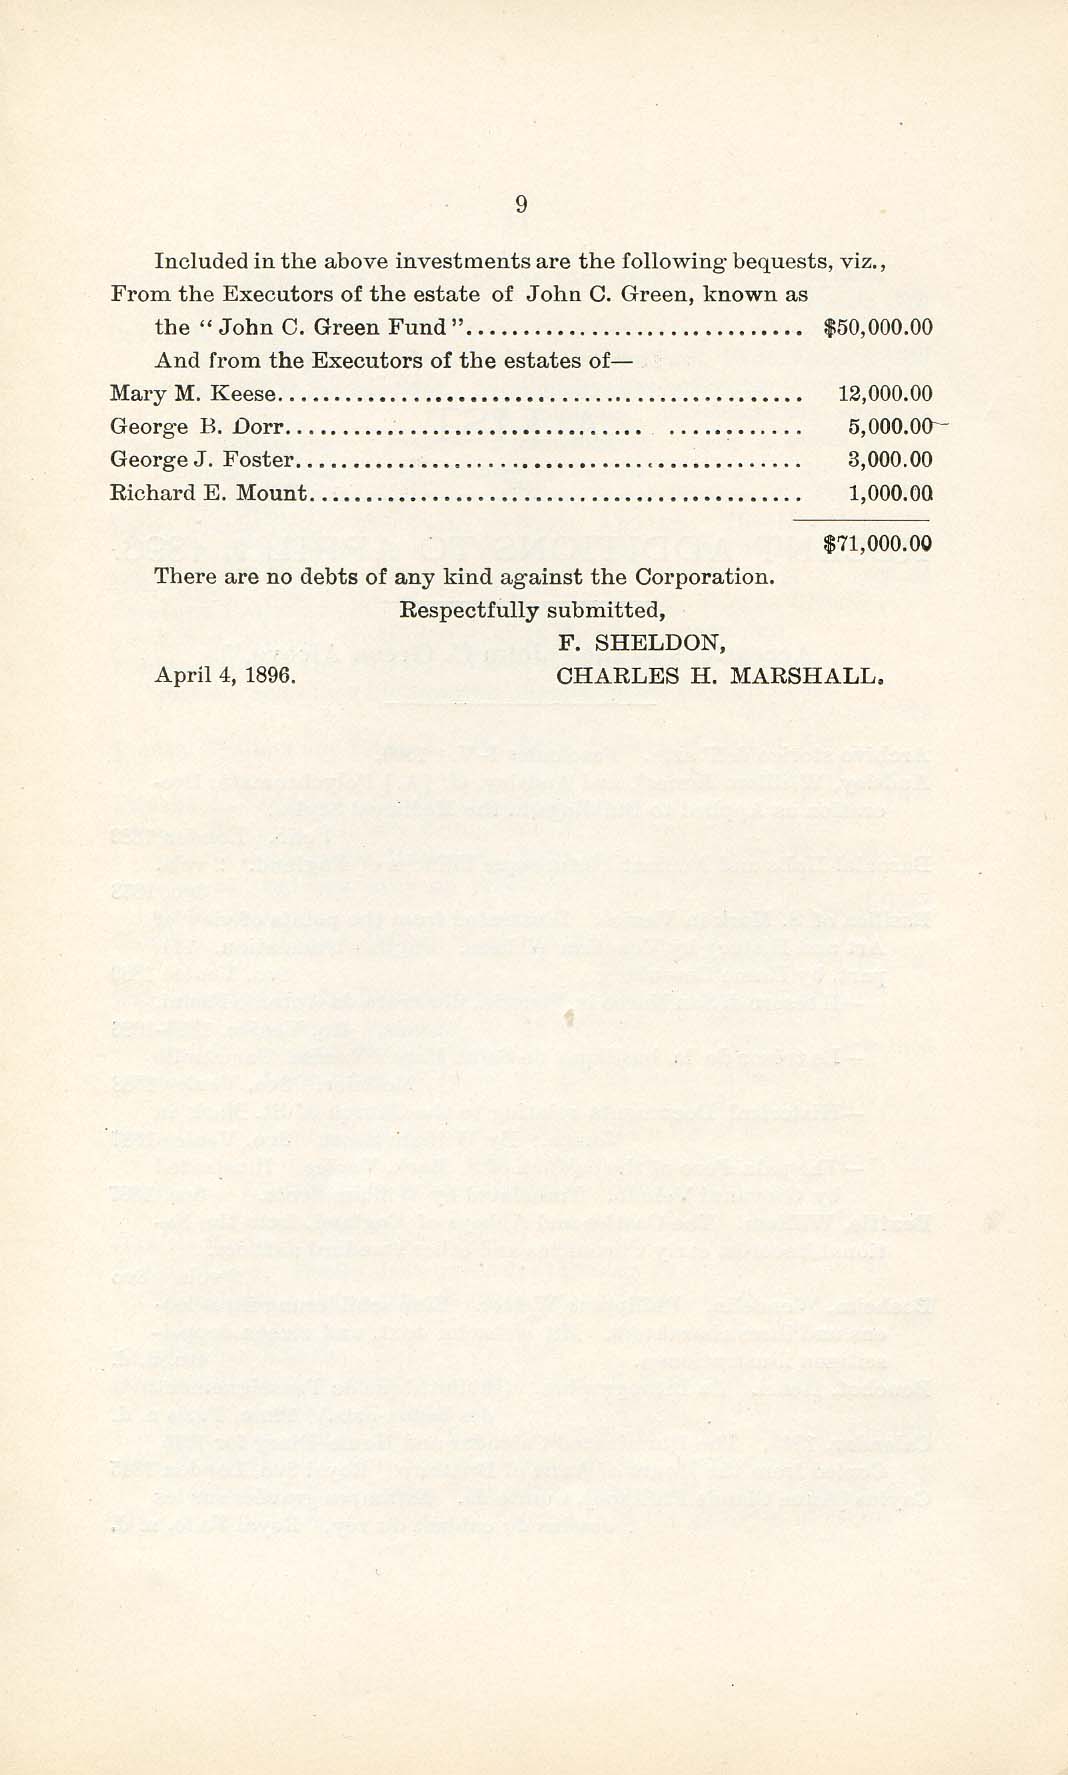 9
Included in the above investments are the following bequests, viz.,
From the Executors of the estate of John C. Green, known as
the “ John C. Green Fund ”.............................. $50,000.00
And from the Executors of the estates of—
Mary M. Keese............................................... 12,000.00
George B. Dorr................................ ............ 5,000.00
George J. Foster............................................. 3,000.00
Richard E. Mount............................................ 1,000.00
$71,000.00
There are no debts of any kind against the Corporation.
Respectfully submitted,
F. SHELDON,
April 4, 1896. CHARLES H. MARSHALL.